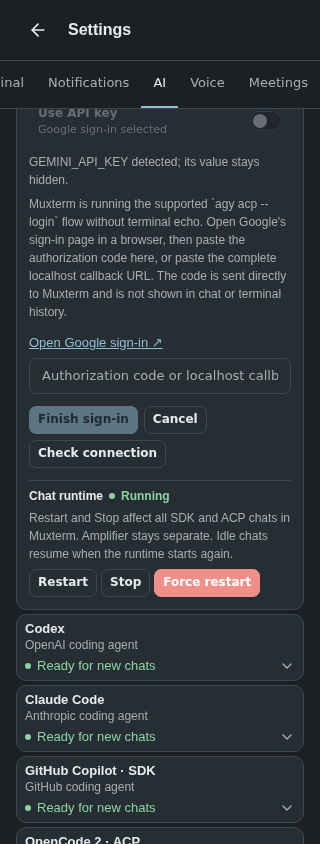 Settings
inal Notifications AI Voice Meetings
Use API key
Google sign-in selected
GEMINI_API_KEY detected; its value stays
hidden.
Muxterm is running the supported `agy acp --
login` flow without terminal echo. Open Google's
sign-in page in a browser, then paste the
authorization code here, or paste the complete
localhost callback URL. The code is sent directly
to Muxterm and is not shown in chat or terminal
history.
Open Google sign-in ↗
Authorization code or localhost callb
Finish sign-in Cancel
Check connection
Chat runtime ● Running
Restart and Stop affect all SDK and ACP chats in
Muxterm. Amplifier stays separate. Idle chats
resume when the runtime starts again.
Restart Stop Force restart
Codex
OpenAI coding agent
Ready for new chats
Claude Code
Anthropic coding agent
Ready for new chats
GitHub Copilot · SDK
GitHub coding agent
Ready for new chats
OpenCode 2 · ACP